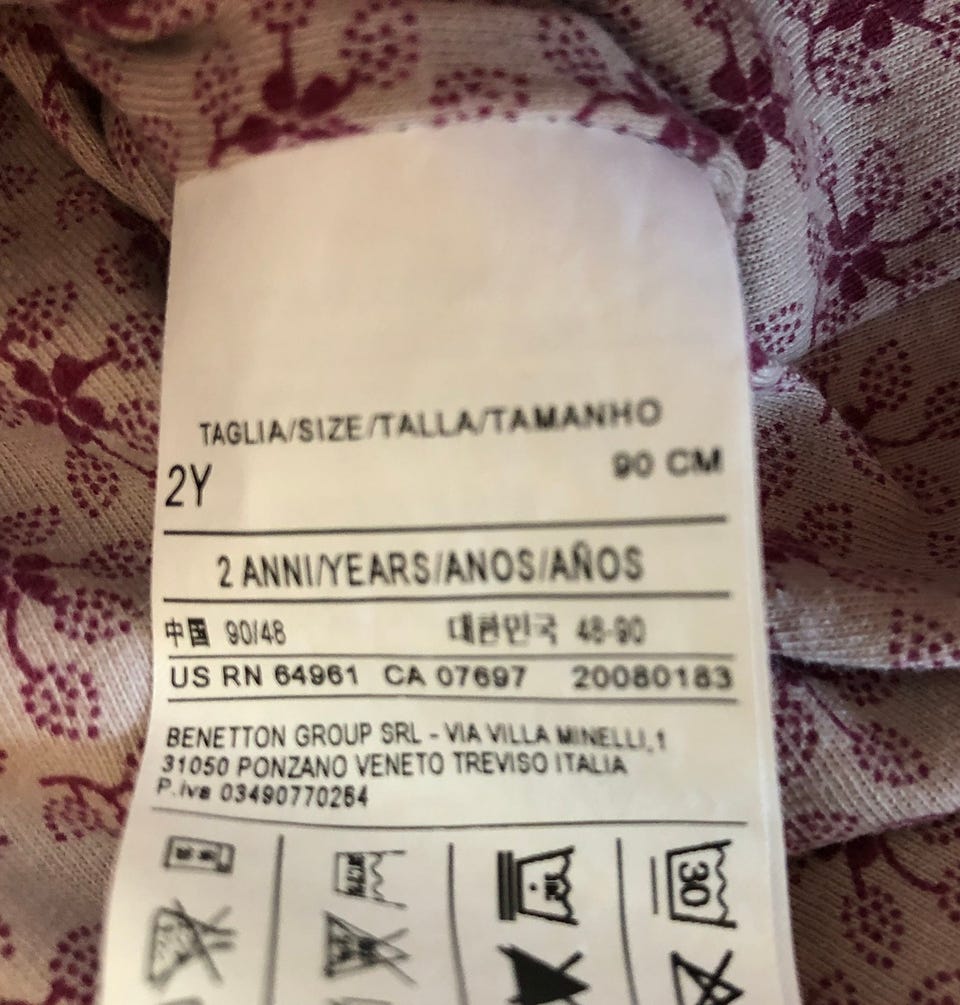 TAGLIA/SIZE/TALLA/TAMANHO
2Y 90 CM
2 ANNI/YEARS/ANOS/AÑOS
中国 90/48 대한민국 48-90
US RN 64961 CA 07697 20080183
BENETTON GROUP SRL - VIA VILLA MINELLI,1
31050 PONZANO VENETO TREVISO ITALIA
P.Iva 03490770264
30